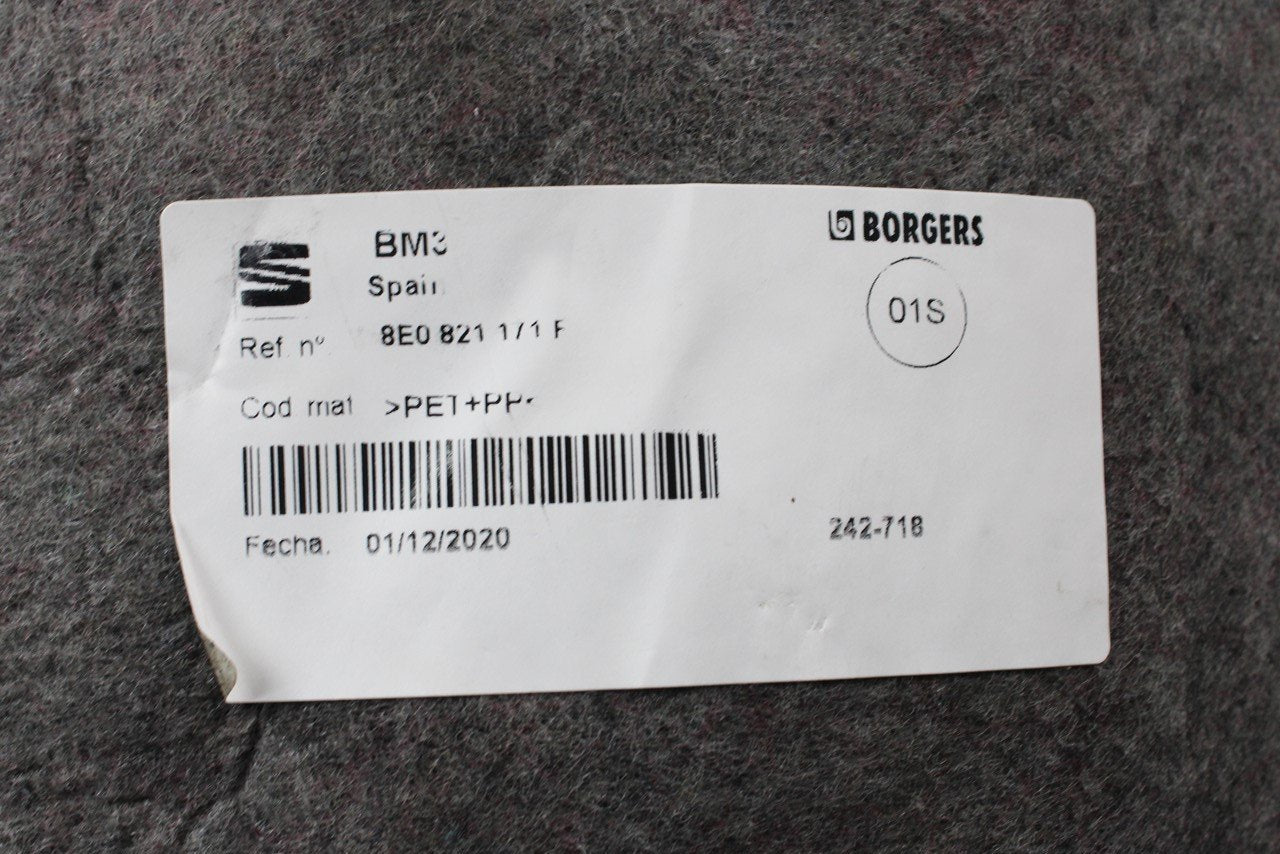 BM3
BORGERS
Spain
01S
Ref. nº 8E0 821 171 F
Cod. mat >PET+PP<
Fecha. 01/12/2020
242-718